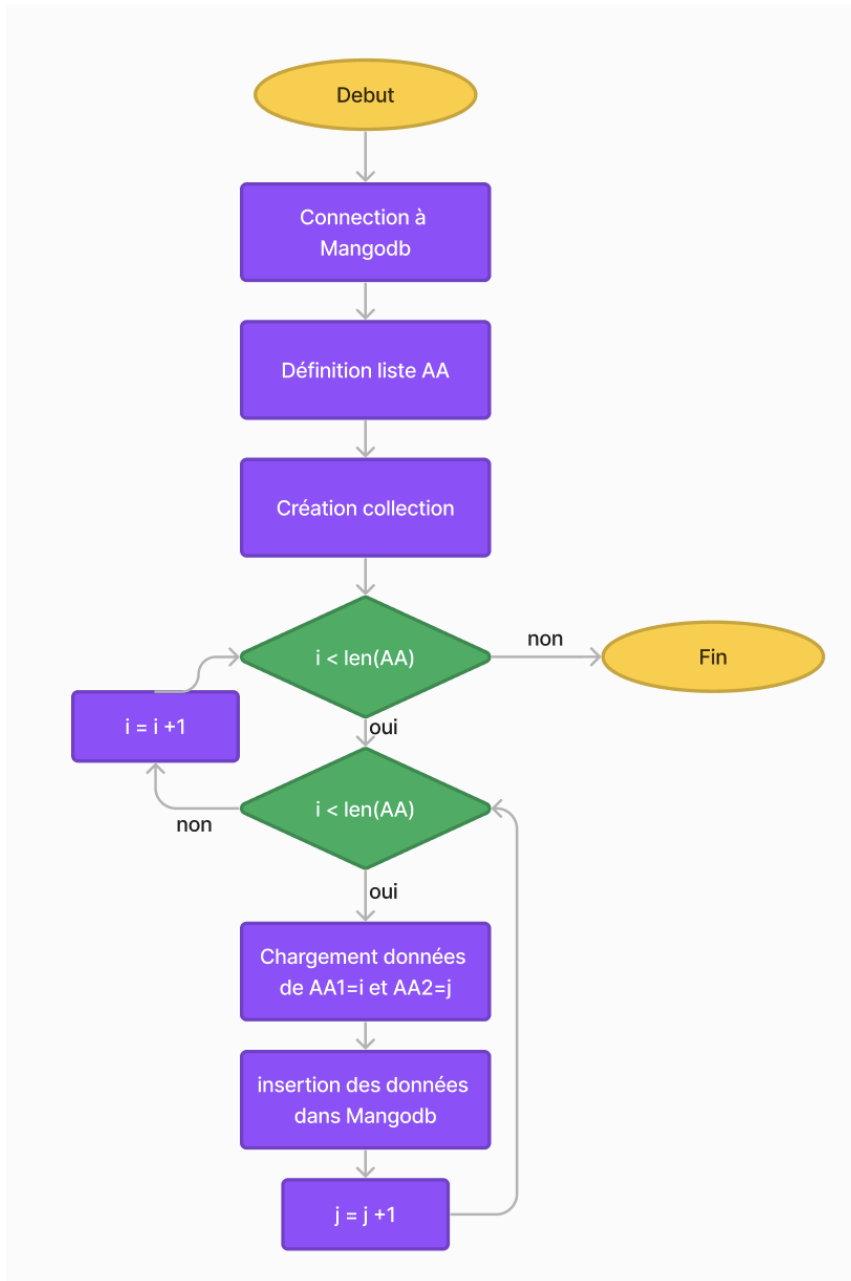 Debut
Connection à
Mangodb
Définition liste AA
Création collection
i < len(AA)
non
Fin
i = i +1
oui
i < len(AA)
non
oui
Chargement données
de AA1=i et AA2=j
insertion des données
dans Mangodb
j = j +1